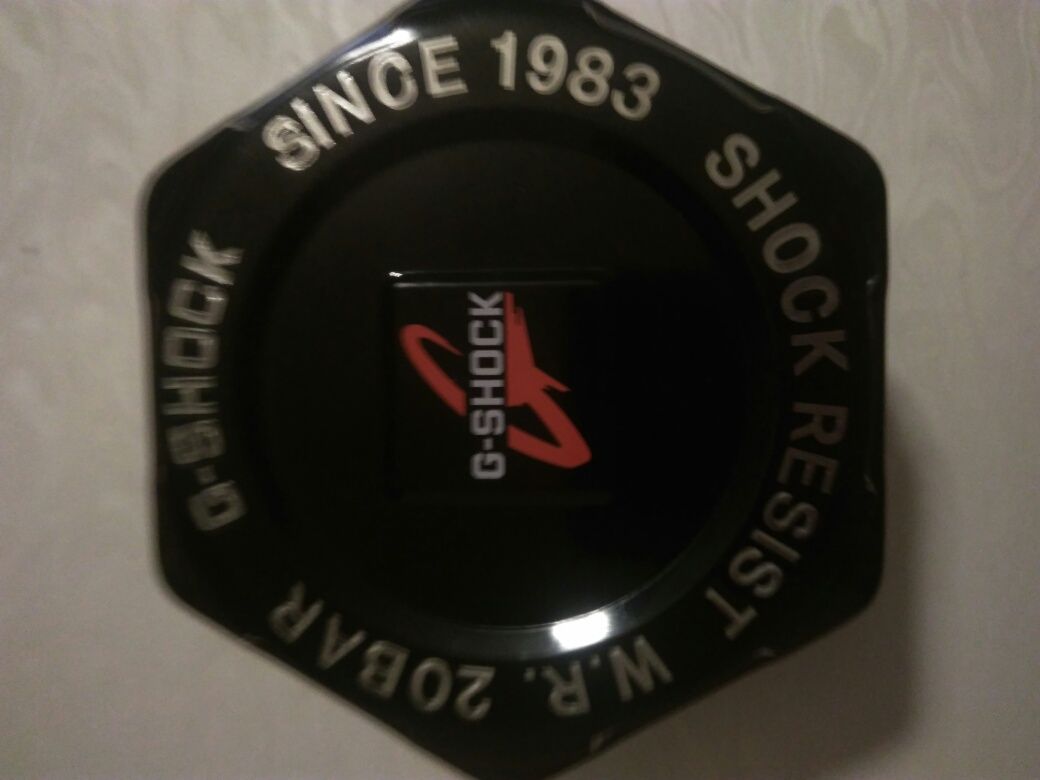 G-SHOCK
SINCE 1983
SHOCK RESIST
W.R. 20BAR
G-SHOCK